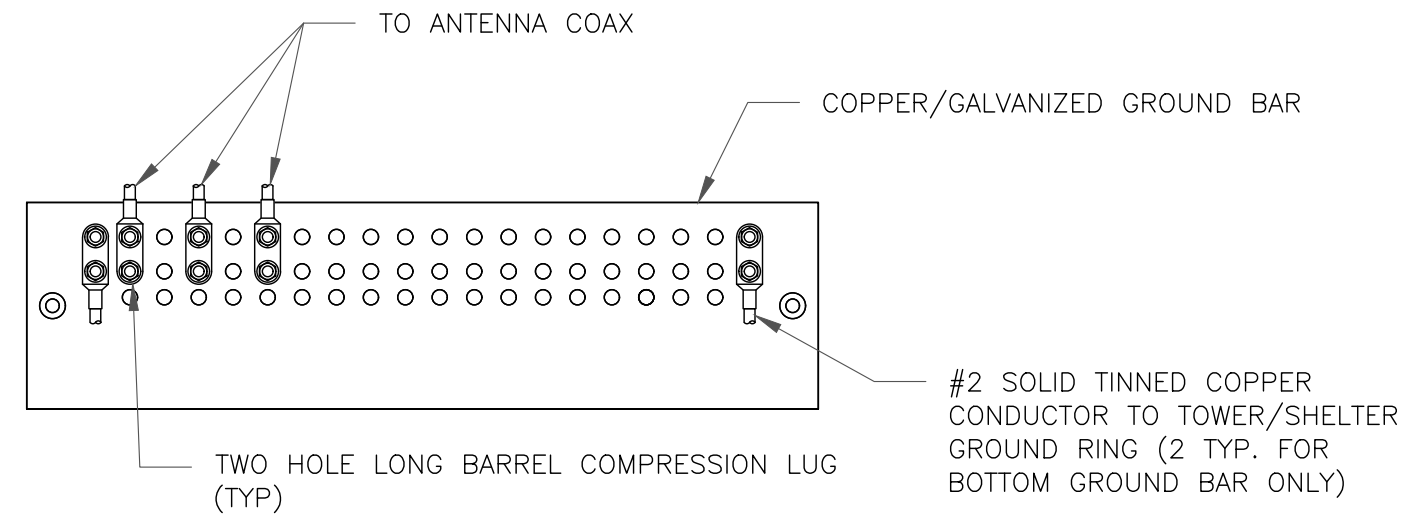 TO ANTENNA COAX
COPPER/GALVANIZED GROUND BAR
#2 SOLID TINNED COPPER
CONDUCTOR TO TOWER/SHELTER
GROUND RING (2 TYP. FOR
BOTTOM GROUND BAR ONLY)
TWO HOLE LONG BARREL COMPRESSION LUG
(TYP)